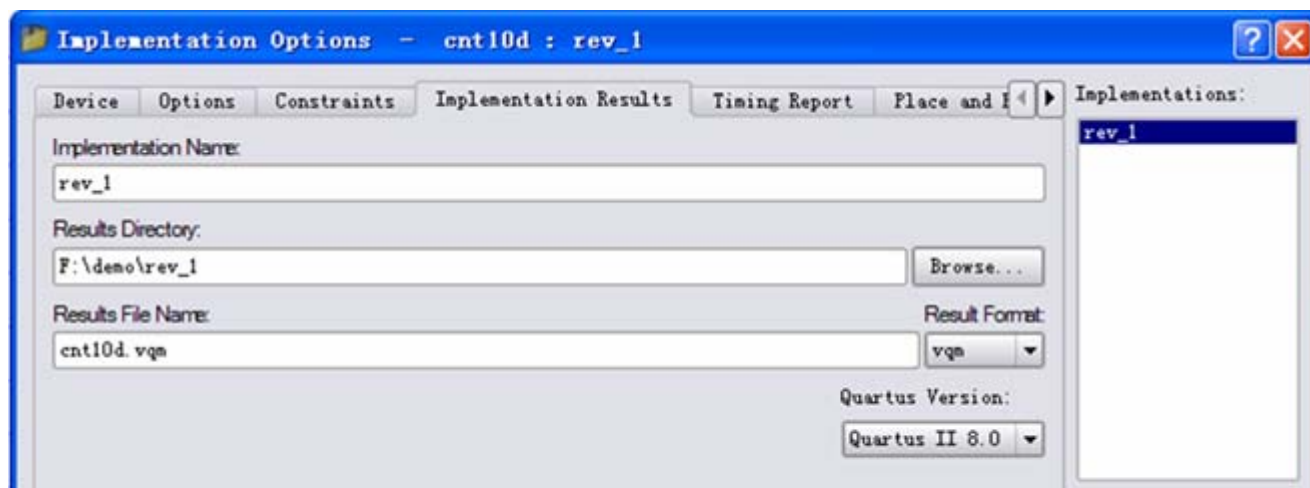 Implementation Options - cnt10d : rev_1
Device Options Constraints Implementation Results Timing Report Place and
Implementations:
rev_1
Implementation Name:
rev_1
Results Directory:
F:\demo\rev_1
Browse...
Results File Name:
Result Format:
cnt10d.vqm
vqm
Quartus Version:
Quartus II 8.0